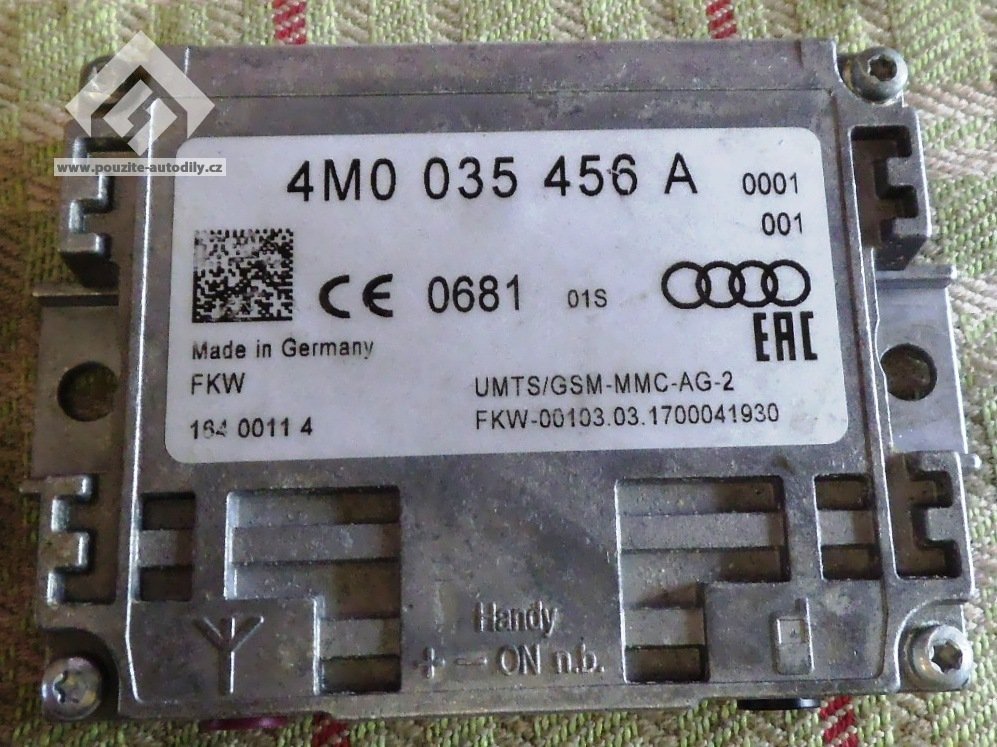 www.pouzite-autodily.cz
4M0 035 456 A 0001
001
CE 0681 01S
EAC
Made in Germany
FKW UMTS/GSM-MMC-AG-2
164 0011 4 FKW-00103.03.1700041930
Handy
+ — ON n.b.